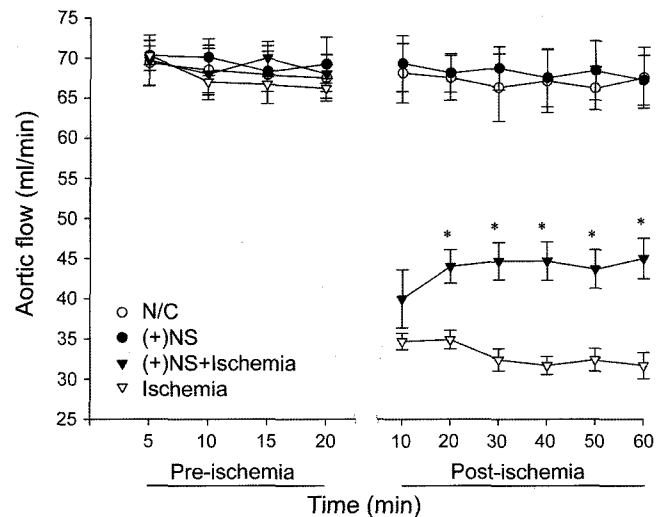 Aortic flow (ml/min)
75
70
65
60
55
50
45
40
35
30
25
* * * * *
N/C
(+)NS
(+)NS+Ischemia
Ischemia
5 10 15 20 10 20 30 40 50 60
Pre-ischemia Post-ischemia
Time (min)